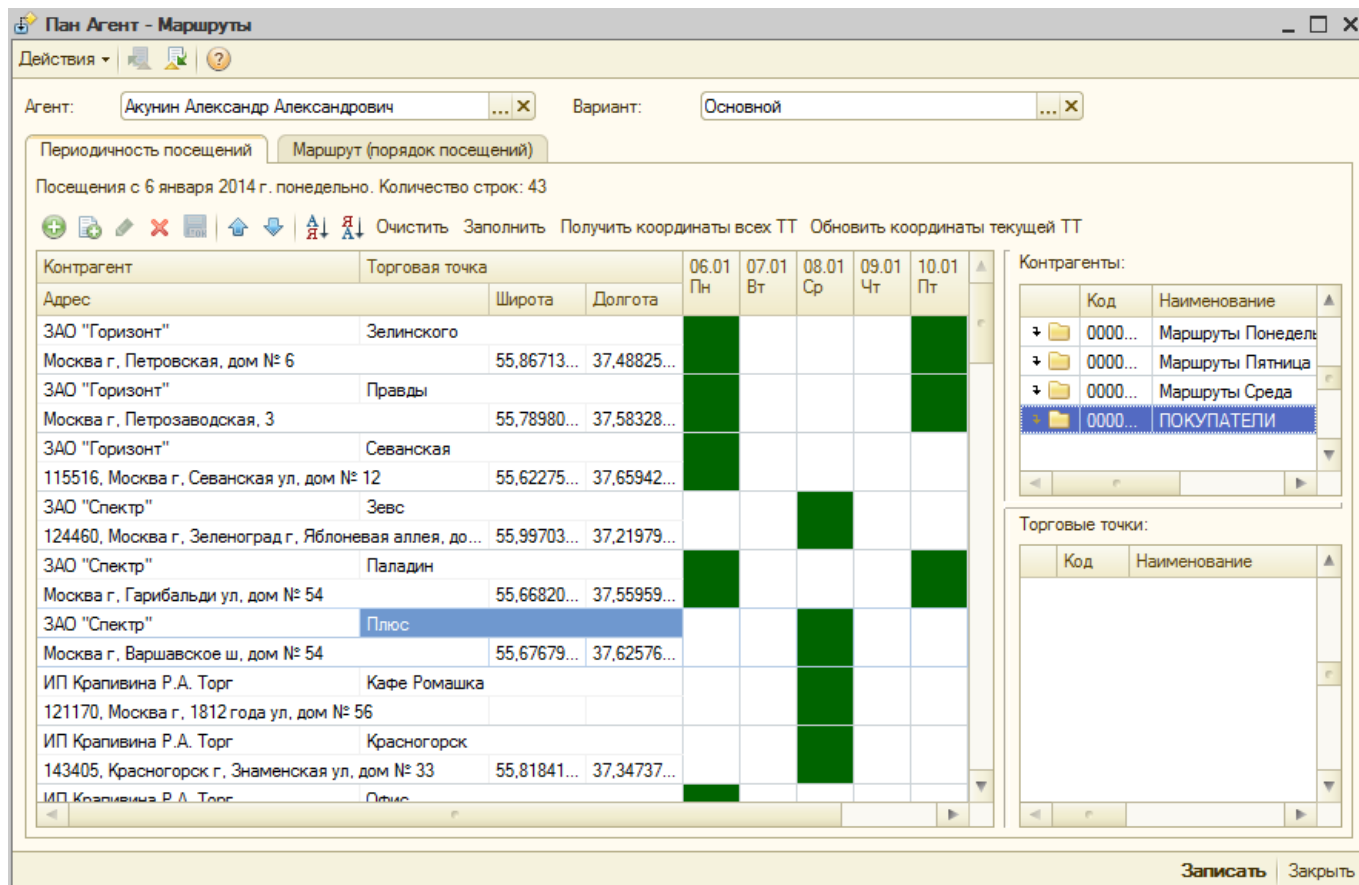 Пан Агент - Маршруты
Действия
Агент: Акунин Александр Александрович ... Вариант: Основной ...
Периодичность посещений Маршрут (порядок посещений)
Посещения с 6 января 2014 г. понедельно. Количество строк: 43
Очистить Заполнить Получить координаты всех ТТ Обновить координаты текущей ТТ
Контрагент Торговая точка 06.01 07.01 08.01 09.01 10.01
Адрес Широта Долгота Пн Вт Ср Чт Пт
ЗАО "Горизонт" Зелинского
Москва г, Петровская, дом № 6 55,86713... 37,48825...
ЗАО "Горизонт" Правды
Москва г, Петрозаводская, 3 55,78980... 37,58328...
ЗАО "Горизонт" Севанская
115516, Москва г, Севанская ул, дом № 12 55,62275... 37,65942...
ЗАО "Спектр" Зевс
124460, Москва г, Зеленоград г, Яблоневая аллея, до... 55,99703... 37,21979...
ЗАО "Спектр" Паладин
Москва г, Гарибальди ул, дом № 54 55,66820... 37,55959...
ЗАО "Спектр" Плюс
Москва г, Варшавское ш, дом № 54 55,67679... 37,62576...
ИП Крапивина Р.А. Торг Кафе Ромашка
121170, Москва г, 1812 года ул, дом № 56
ИП Крапивина Р.А. Торг Красногорск
143405, Красногорск г, Знаменская ул, дом № 33 55,81841... 37,34737...
ИП Крапивина Р.А. Торг Офис
Контрагенты:
Код Наименование
0000... Маршруты Понедель
0000... Маршруты Пятница
0000... Маршруты Среда
0000... ПОКУПАТЕЛИ
Торговые точки:
Код Наименование
Записать Закрыть